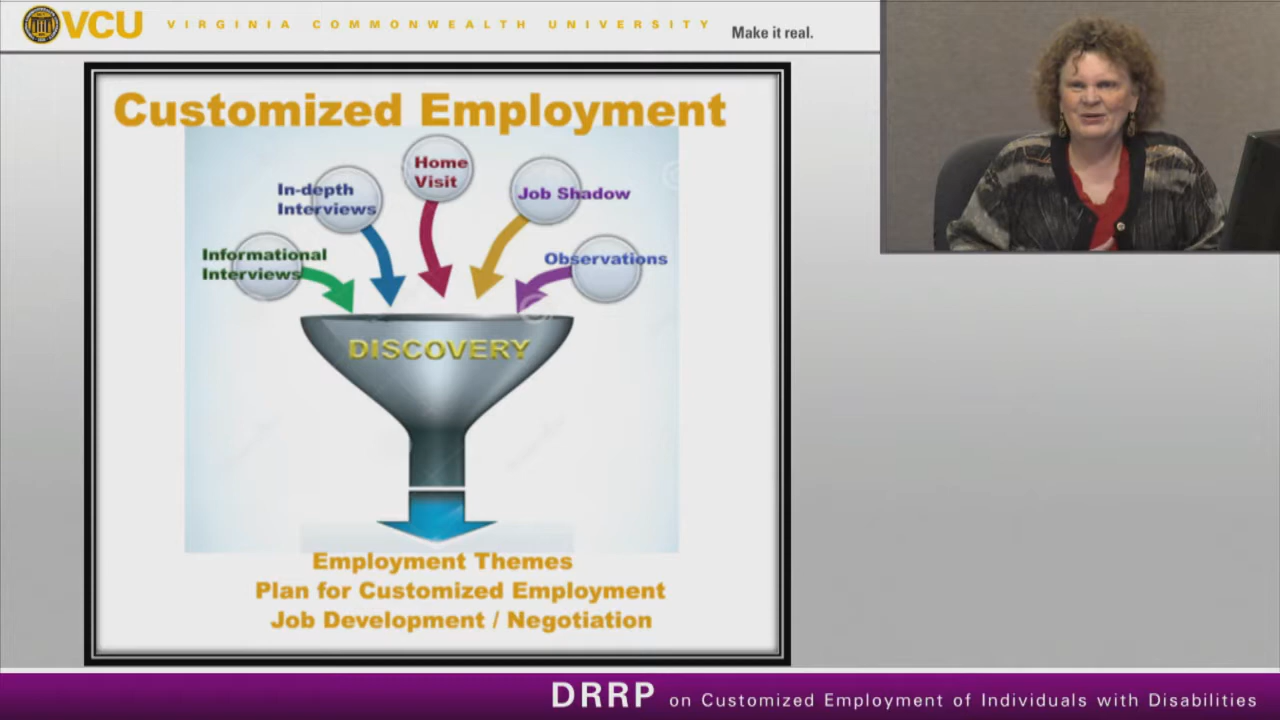 VCU VIRGINIA COMMONWEALTH UNIVERSITY Make it real.
Customized Employment
Home
Visit
In-depth
Interviews
Job Shadow
Informational
Interviews
Observations
DISCOVERY
Employment Themes
Plan for Customized Employment
Job Development / Negotiation
DRRP on Customized Employment of Individuals with Disabilities